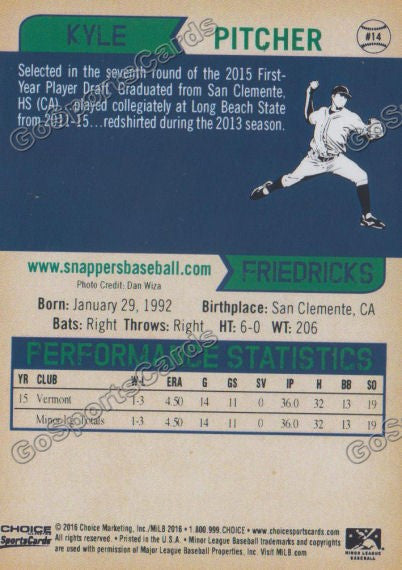 KYLE
PITCHER
#14
Selected in the seventh round of the 2015 First-
Year Player Draft. Graduated from San Clemente,
HS (CA)... played collegiately at Long Beach State
from 2011-15...redshirted during the 2013 season.
www.snappersbaseball.com
Photo Credit: Dan Wiza
FRIEDRICKS
Born: January 29, 1992 Birthplace: San Clemente, CA
Bats: Right Throws: Right HT: 6-0 WT: 206
PERFORMANCE STATISTICS
YR CLUB ERA G GS SV IP H BB SO
15 Vermont 1-3 4.50 14 11 0 36.0 32 13 19
Minor Totals 1-3 4.50 14 11 0 36.0 32 13 19
CHOICE
SportsCards
© 2016 Choice Marketing, Inc./MiLB 2016 • 1.800.999.CHOICE • www.choicesportscards.com
All rights reserved. • Printed in the U.S.A. • Minor League Baseball trademarks and copyrights
are used with permission of Major League Baseball Properties, Inc. Visit MiLB.com
MINOR LEAGUE
BASEBALL
GoSportsCards
GoSportsCards
GoSportsCards
GoSportsCards